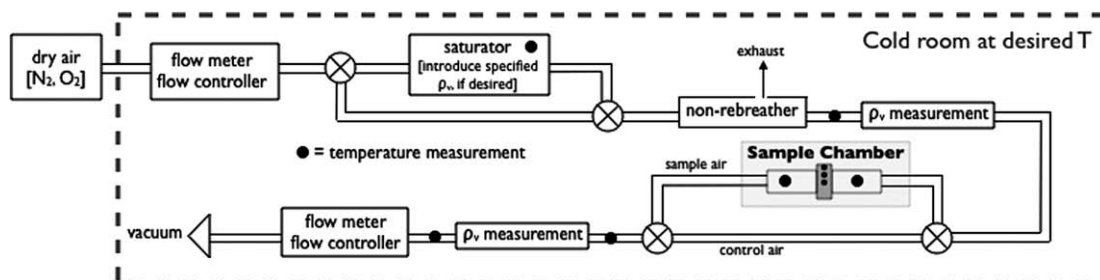 Cold room at desired T
dry air
[N₂, O₂]
flow meter
flow controller
saturator
[introduce specified
ρᵥ, if desired]
exhaust
non-rebreather
ρᵥ measurement
= temperature measurement
Sample Chamber
sample air
vacuum
flow meter
flow controller
ρᵥ measurement
control air